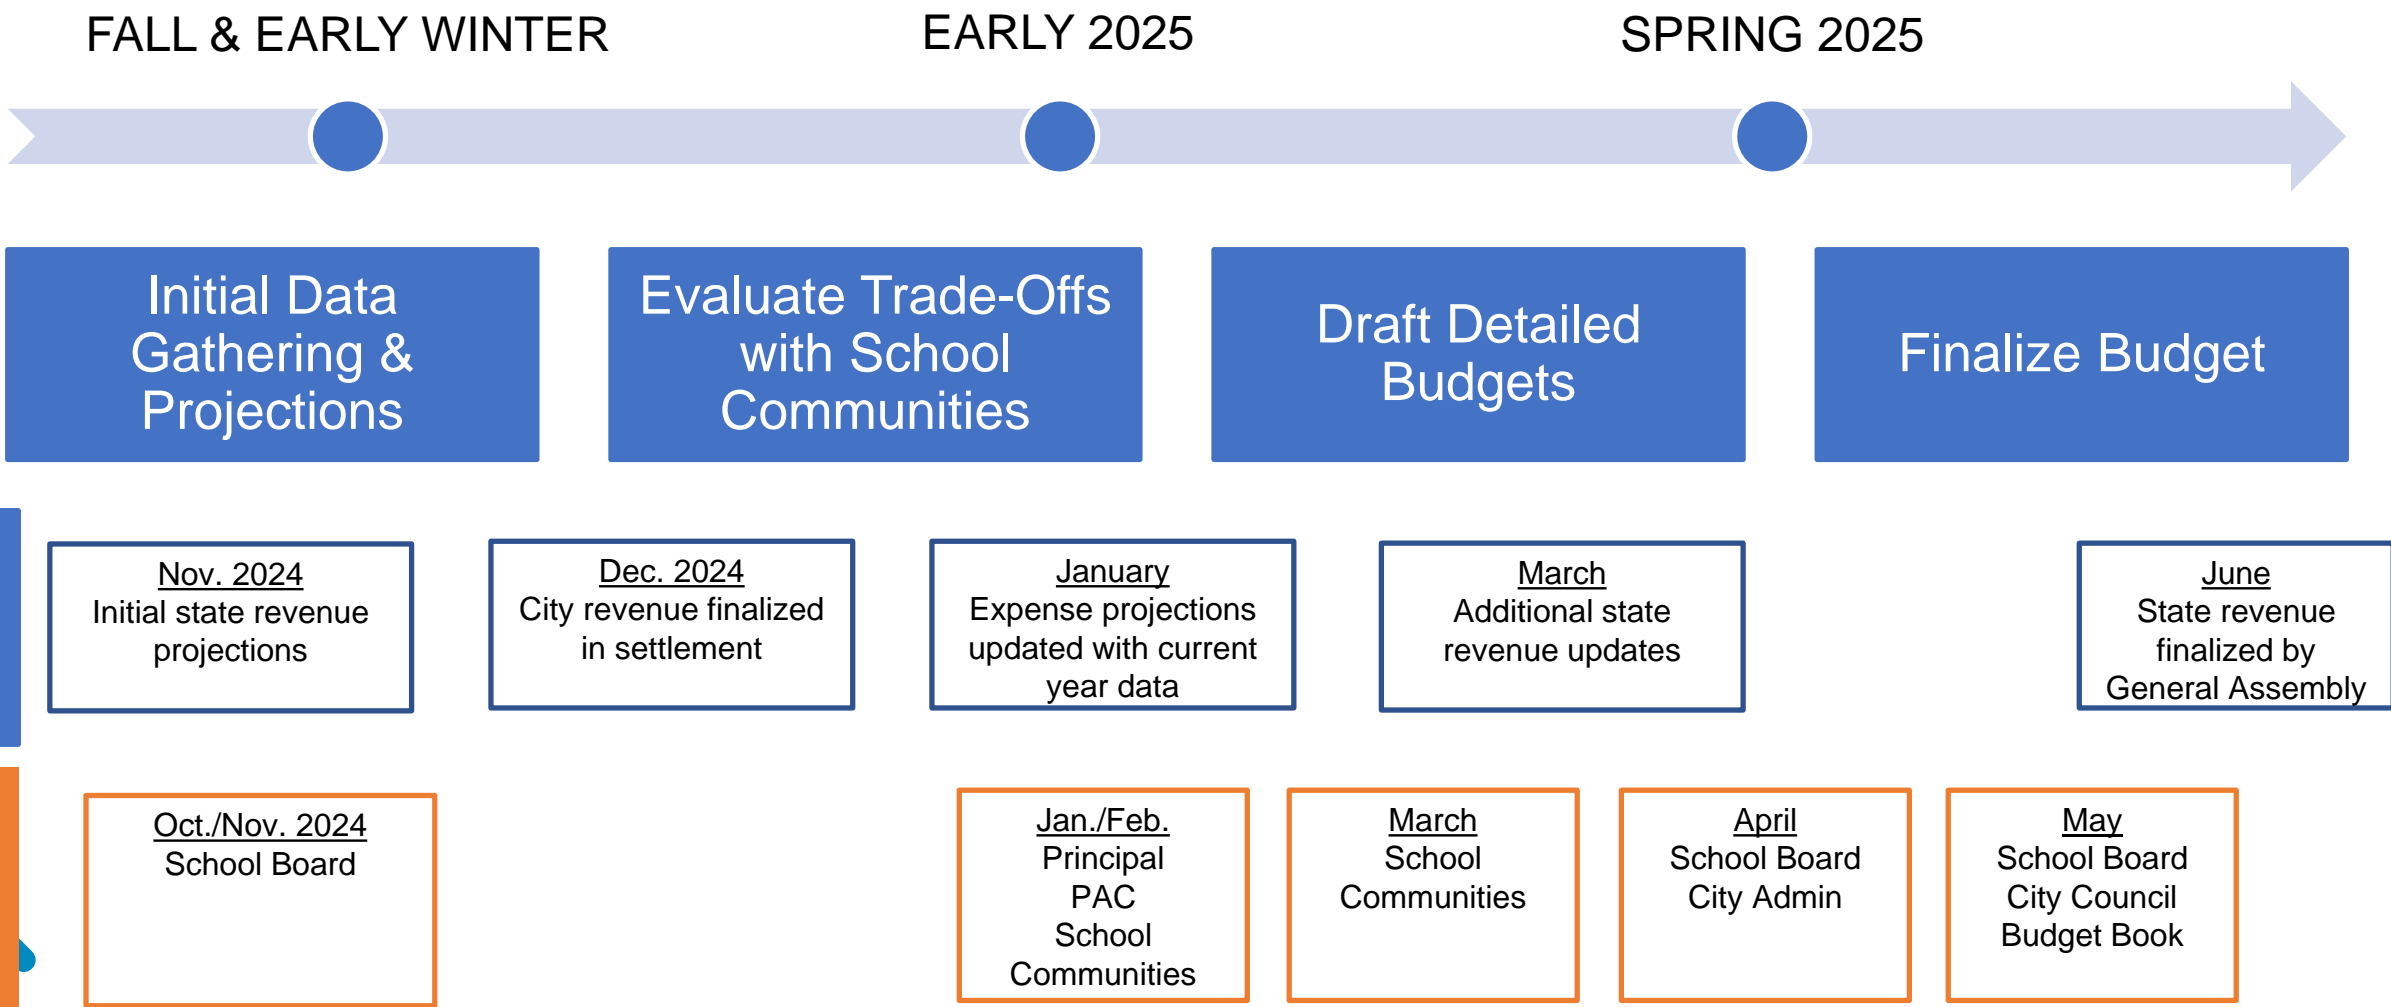 FALL & EARLY WINTER
EARLY 2025
SPRING 2025
Initial Data
Gathering &
Projections
Evaluate Trade-Offs
with School
Communities
Draft Detailed
Budgets
Finalize Budget
Nov. 2024
Initial state revenue
projections
Dec. 2024
City revenue finalized
in settlement
January
Expense projections
updated with current
year data
March
Additional state
revenue updates
June
State revenue
finalized by
General Assembly
Oct./Nov. 2024
School Board
Jan./Feb.
Principal
PAC
School
Communities
March
School
Communities
April
School Board
City Admin
May
School Board
City Council
Budget Book